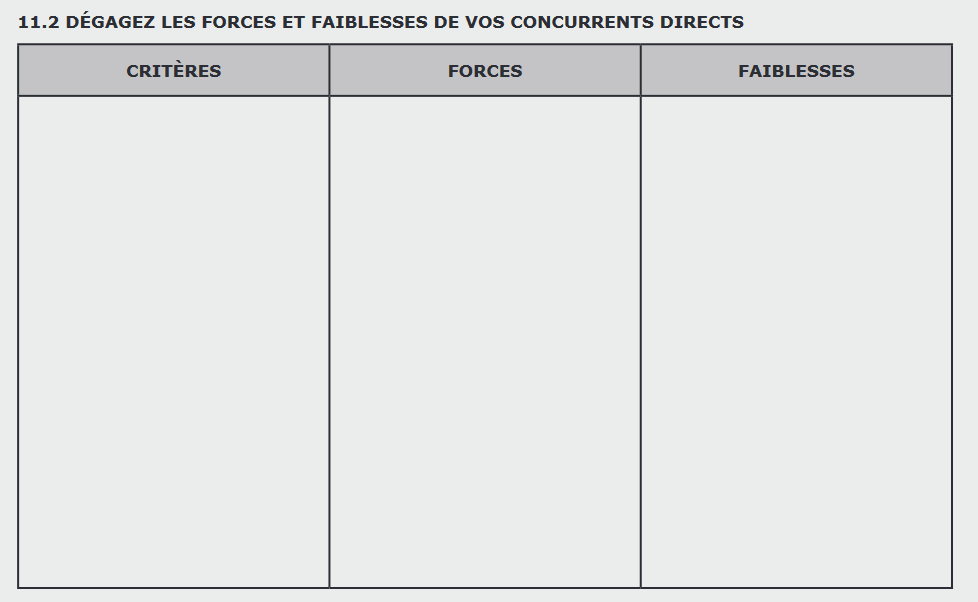 11.2 DÉGAGEZ LES FORCES ET FAIBLESSES DE VOS CONCURRENTS DIRECTS
CRITÈRES FORCES FAIBLESSES